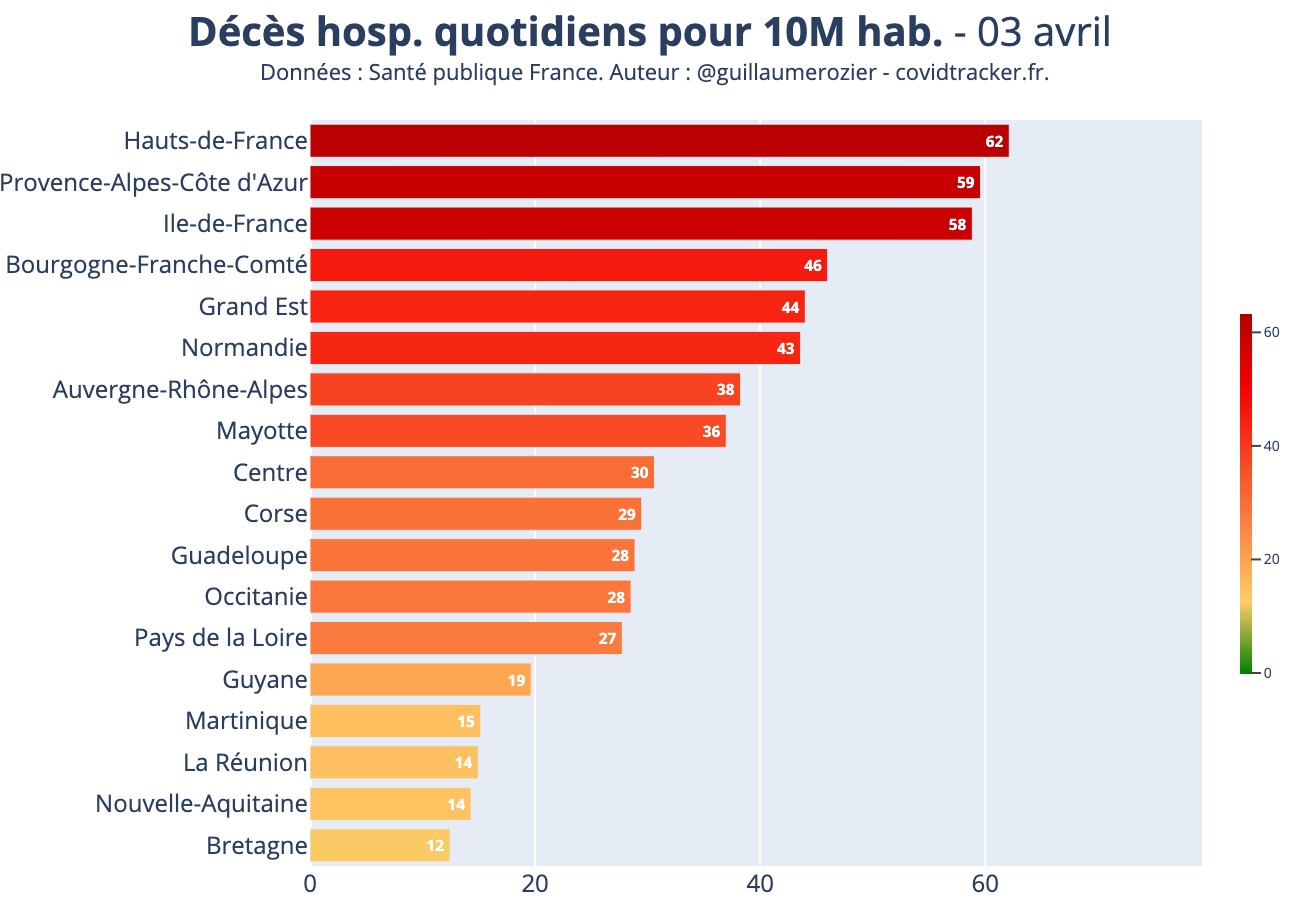 Décès hosp. quotidiens pour 10M hab. - 03 avril
Données : Santé publique France. Auteur : @guillaumerozier - covidtracker.fr.
Hauts-de-France 62
Provence-Alpes-Côte d'Azur 59
Ile-de-France 58
Bourgogne-Franche-Comté 46
Grand Est 44
Normandie 43
Auvergne-Rhône-Alpes 38
Mayotte 36
Centre 30
Corse 29
Guadeloupe 28
Occitanie 28
Pays de la Loire 27
Guyane 19
Martinique 15
La Réunion 14
Nouvelle-Aquitaine 14
Bretagne 12
0 20 40 60
60
40
20
0